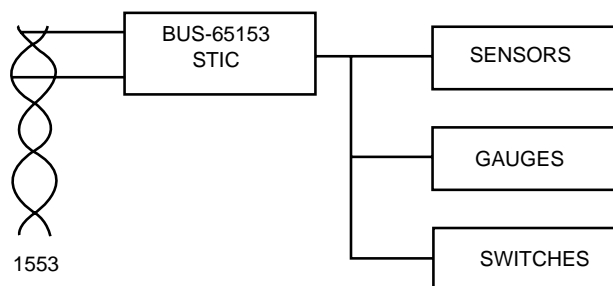 BUS-65153
STIC
SENSORS
GAUGES
SWITCHES
1553